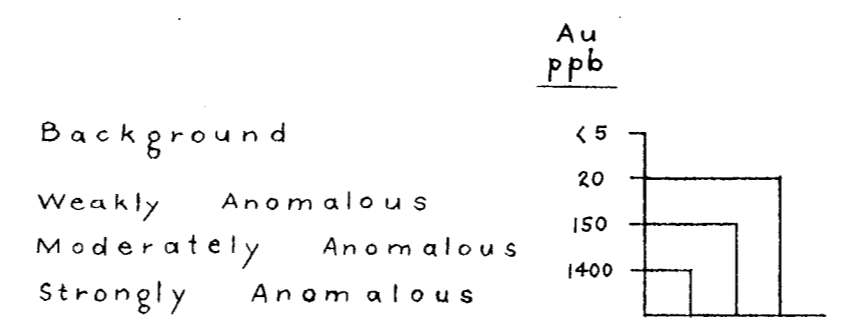 Au
ppb
Background
< 5
20
Weakly Anomalous
150
Moderately Anomalous
1400
Strongly Anomalous